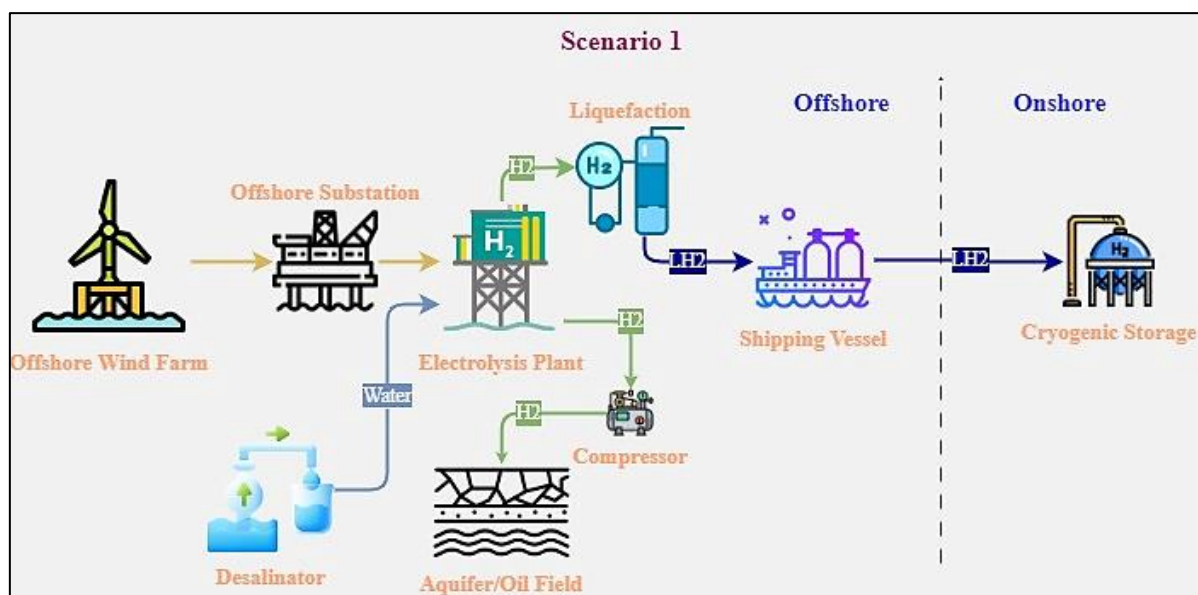 Scenario 1
Offshore
Onshore
Liquefaction
H2
H₂
Offshore Substation
H₂
LH2
LH2
H₂
Offshore Wind Farm
Electrolysis Plant
H2
Shipping Vessel
Cryogenic Storage
Water
H2
Compressor
Desalinator
Aquifer/Oil Field